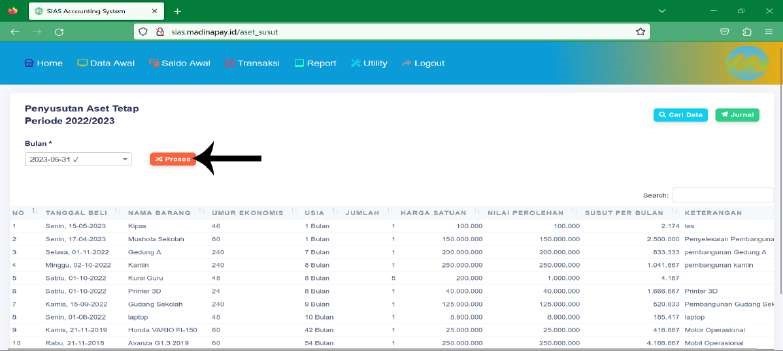 SIAS Accounting System
sias.madinapay.id/aset_susut
Home Data Awal Saldo Awal Transaksi Report Utility Logout
Penyusutan Aset Tetap
Periode 2022/2023
Cari Data Jurnal
Bulan *
2023-05-31 ✓ Proses
Search:
NO TANGGAL BELI NAMA BARANG UMUR EKONOMIS USIA JUMLAH HARGA SATUAN NILAI PEROLEHAN SUSUT PER BULAN KETERANGAN
1 Senin, 15-05-2023 Kipas 46 1 Bulan 1 100.000 100.000 2.174 tes
2 Senin, 17-04-2023 Mushola Sekolah 60 1 Bulan 1 150.000.000 150.000.000 2.500.000 Penyelesaian Pembanguna
3 Selasa, 01-11-2022 Gedung A 240 7 Bulan 1 200.000.000 200.000.000 833.333 pembangunan Gedung A
4 Minggu, 02-10-2022 Kantin 240 8 Bulan 1 250.000.000 250.000.000 1.041.667 pembangunan kantin
5 Sabtu, 01-10-2022 Kursi Guru 48 8 Bulan 5 200.000 1.000.000 4.167
6 Sabtu, 01-10-2022 Printer 3D 24 8 Bulan 1 40.000.000 40.000.000 1.666.667 Printer 3D
7 Kamis, 15-09-2022 Gudang Sekolah 240 9 Bulan 1 125.000.000 125.000.000 520.833 Pembangunan Gudang Sek
8 Senin, 01-08-2022 laptop 48 10 Bulan 1 8.900.000 8.900.000 185.417 laptop
9 Kamis, 21-11-2019 Honda VARIO PI-150 60 42 Bulan 1 25.000.000 25.000.000 416.667 Motor Operasional
10 Rabu, 21-11-2018 Avanza G1.3 2019 60 54 Bulan 1 4.166.667 Mobil Operasional